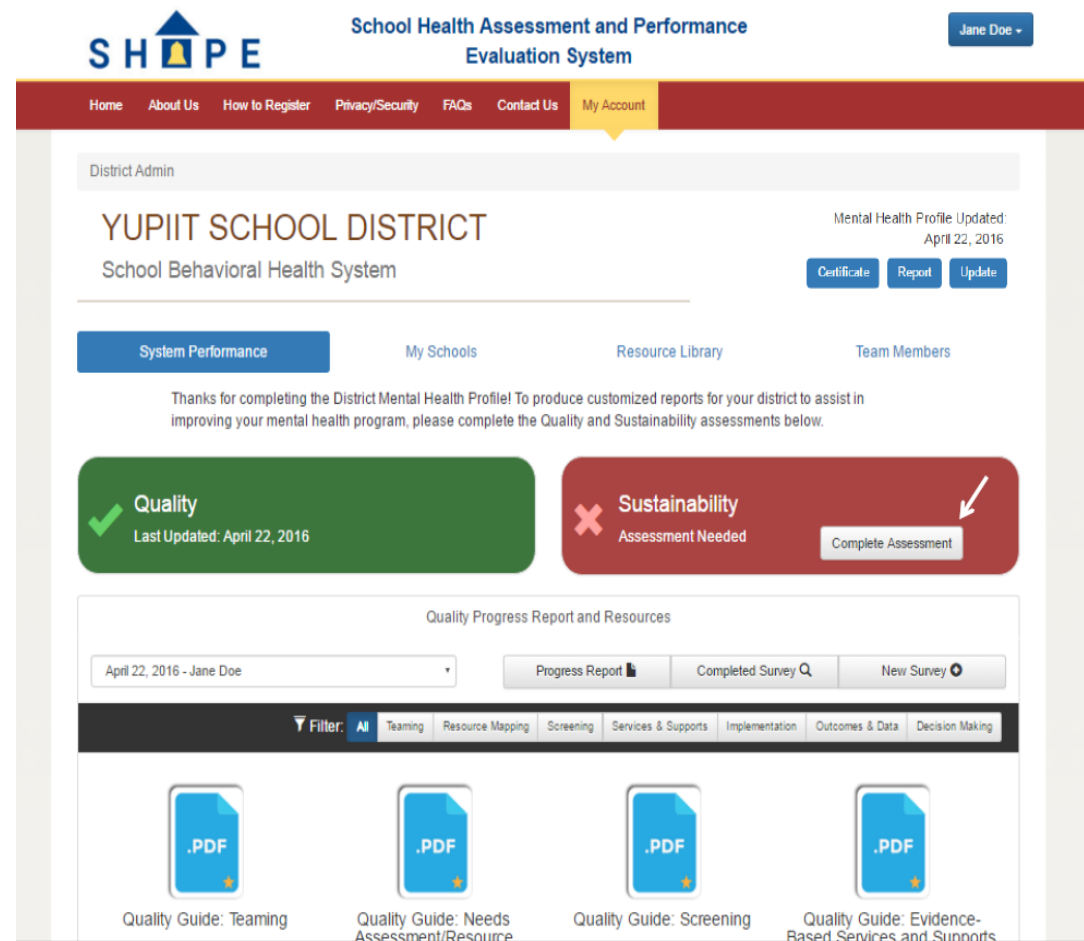 SHAPE
School Health Assessment and Performance
Evaluation System
Jane Doe
Home About Us How to Register Privacy/Security FAQs Contact Us My Account
District Admin
YUPIIT SCHOOL DISTRICT
School Behavioral Health System
Mental Health Profile Updated:
April 22, 2016
Certificate Report Update
System Performance My Schools Resource Library Team Members
Thanks for completing the District Mental Health Profile! To produce customized reports for your district to assist in
improving your mental health program, please complete the Quality and Sustainability assessments below.
Quality
Last Updated: April 22, 2016
Sustainability
Assessment Needed
Complete Assessment
Quality Progress Report and Resources
April 22, 2016 - Jane Doe
Progress Report Completed Survey New Survey
Filter: All Teaming Resource Mapping Screening Services & Supports Implementation Outcomes & Data Decision Making
.PDF .PDF .PDF .PDF
Quality Guide: Teaming Quality Guide: Needs Quality Guide: Screening Quality Guide: Evidence-
Assessment/Resource Based Services and Supports